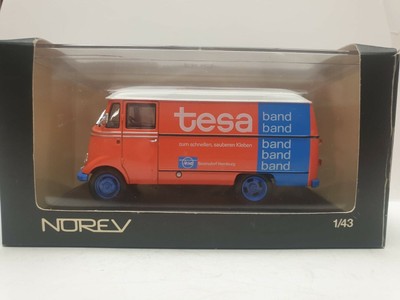 tesa
band
band
band
band
band
zum schnellen, sauberen Kleben
NOREV
1/43